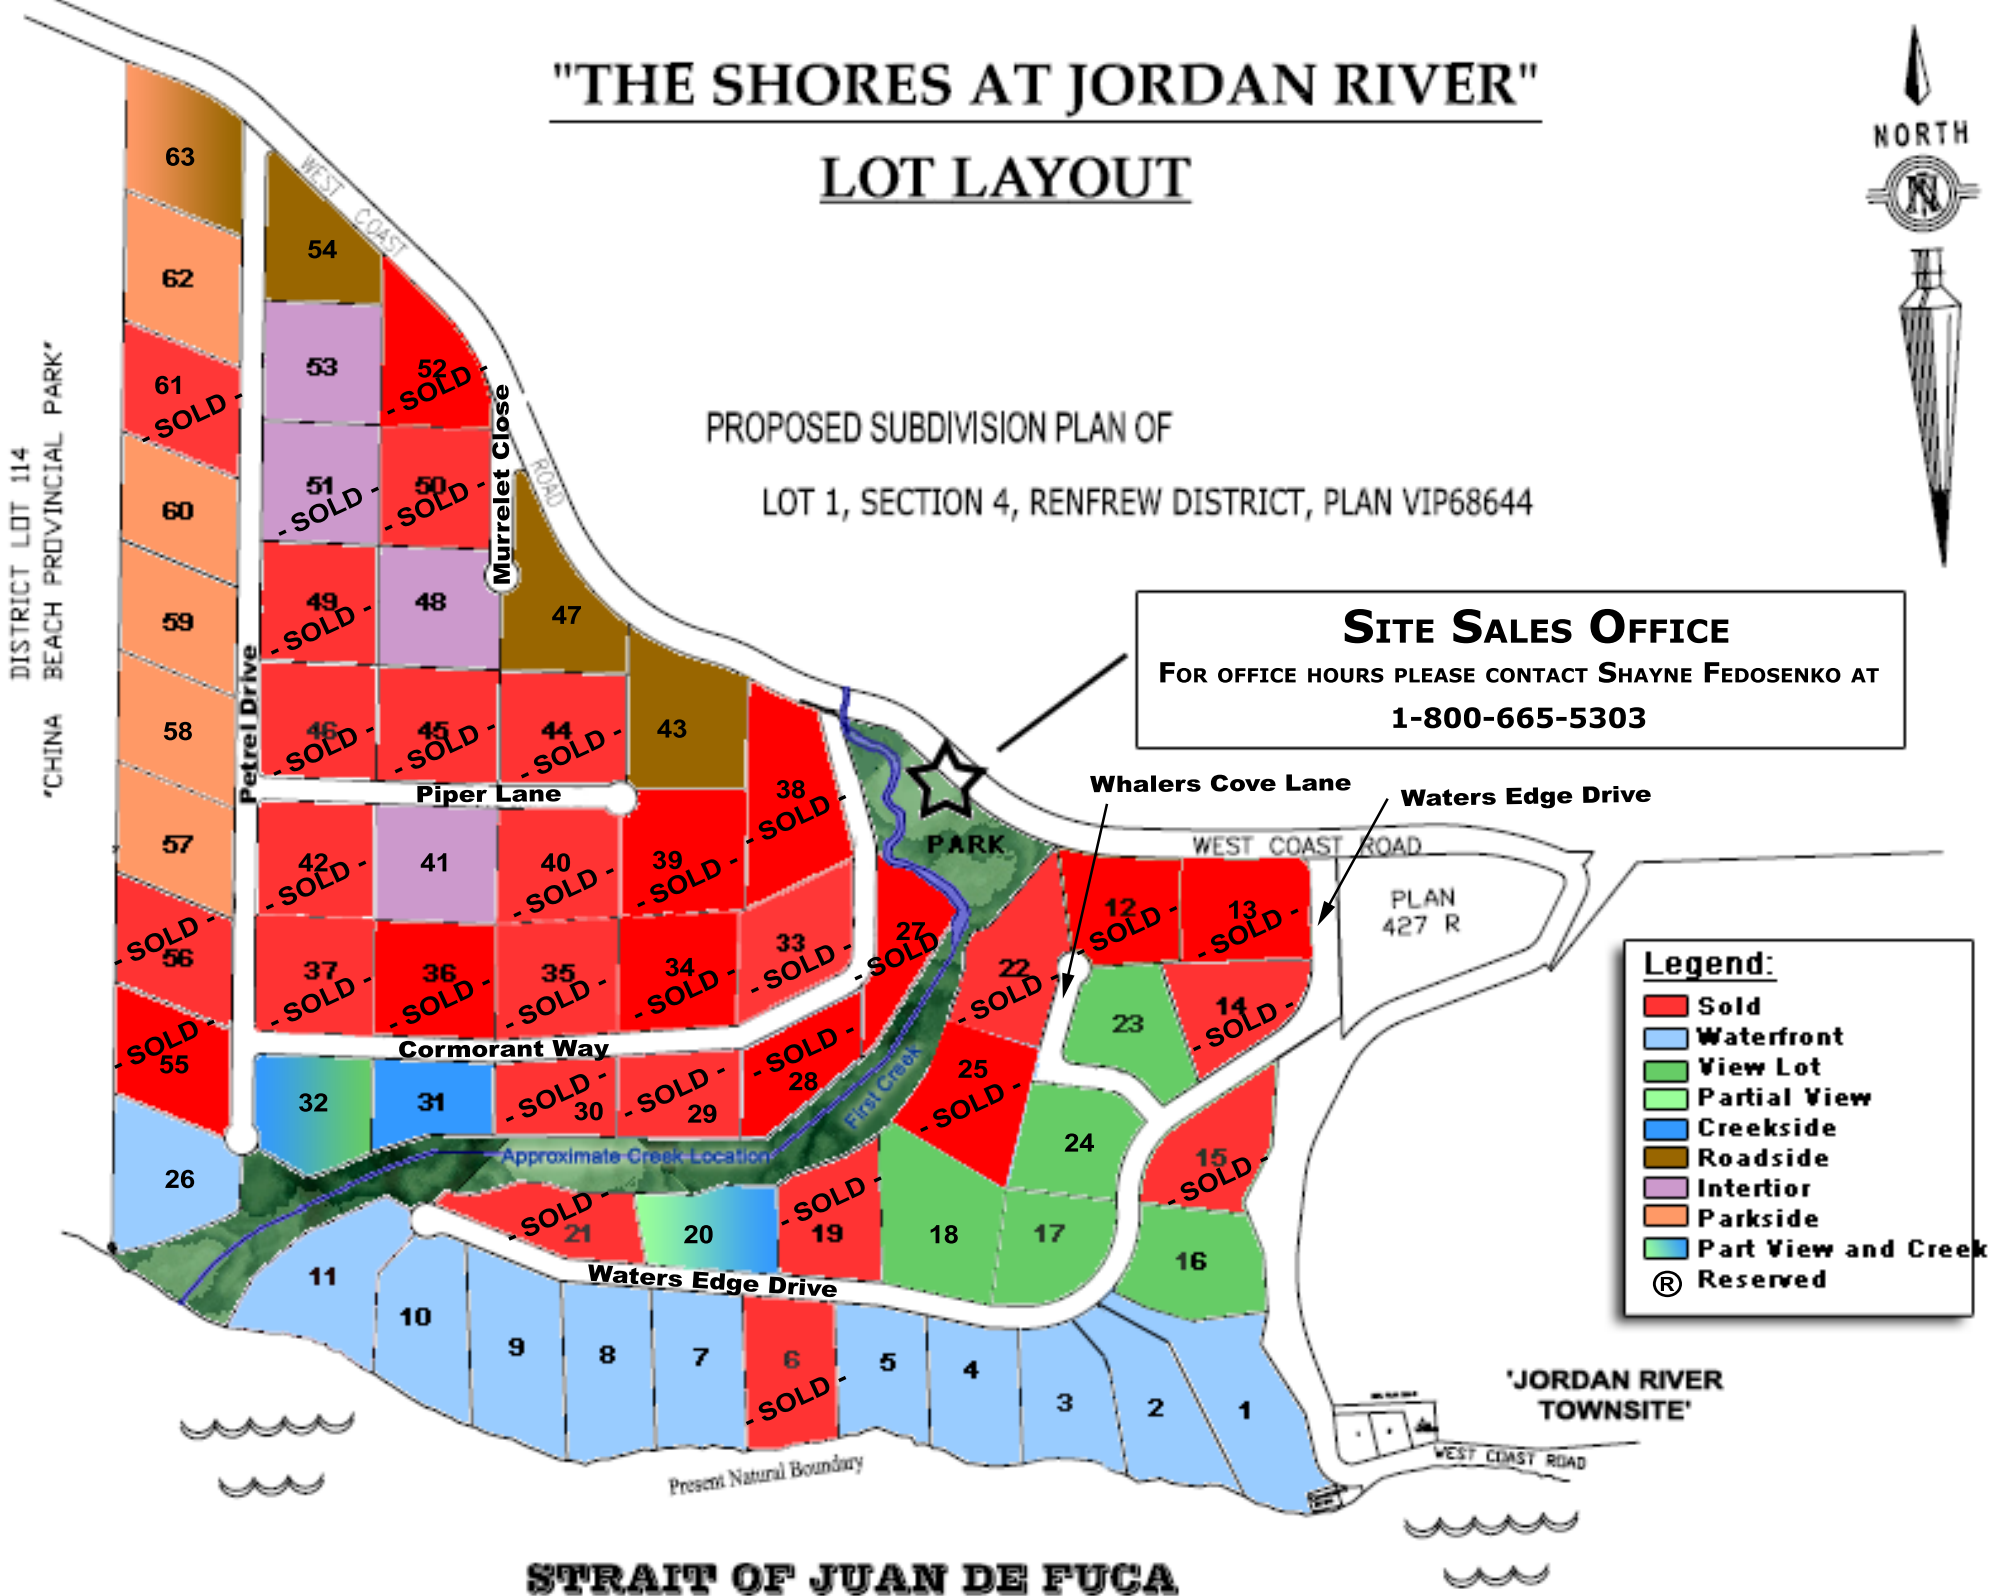 "THE SHORES AT JORDAN RIVER"
LOT LAYOUT
NORTH
N
PROPOSED SUBDIVISION PLAN OF
LOT 1, SECTION 4, RENFREW DISTRICT, PLAN VIP68644
SITE SALES OFFICE
FOR OFFICE HOURS PLEASE CONTACT SHAYNE FEDOSENKO AT
1-800-665-5303
DISTRICT LOT 114
"CHINA BEACH PROVINCIAL PARK"
WEST COAST ROAD
Murrelet Close
Petrel Drive
Piper Lane
Cormorant Way
Whalers Cove Lane
Waters Edge Drive
WEST COAST ROAD
PARK
PLAN
427 R
First Creek
Approximate Creek Location
Waters Edge Drive
63
54
62
53
52
- SOLD -
61
- SOLD -
51
- SOLD -
50
- SOLD -
60
49
- SOLD -
48
47
59
58
46
- SOLD -
45
- SOLD -
44
- SOLD -
43
38
- SOLD -
57
42
- SOLD -
41
40
- SOLD -
39
- SOLD -
- SOLD -
56
37
- SOLD -
36
- SOLD -
35
- SOLD -
34
- SOLD -
33
- SOLD -
27
- SOLD -
22
- SOLD -
12
- SOLD -
13
- SOLD -
23
14
- SOLD -
- SOLD -
55
32
31
- SOLD -
30
- SOLD -
29
- SOLD -
28
25
- SOLD -
24
15
- SOLD -
26
- SOLD -
21
20
- SOLD -
19
18
17
16
11
10
9
8
7
6
- SOLD -
5
4
3
2
1
Legend:
Sold
Waterfront
View Lot
Partial View
Creekside
Roadside
Intertior
Parkside
Part View and Creek
® Reserved
'JORDAN RIVER
TOWNSITE'
WEST COAST ROAD
Present Natural Boundary
STRAIT OF JUAN DE FUCA